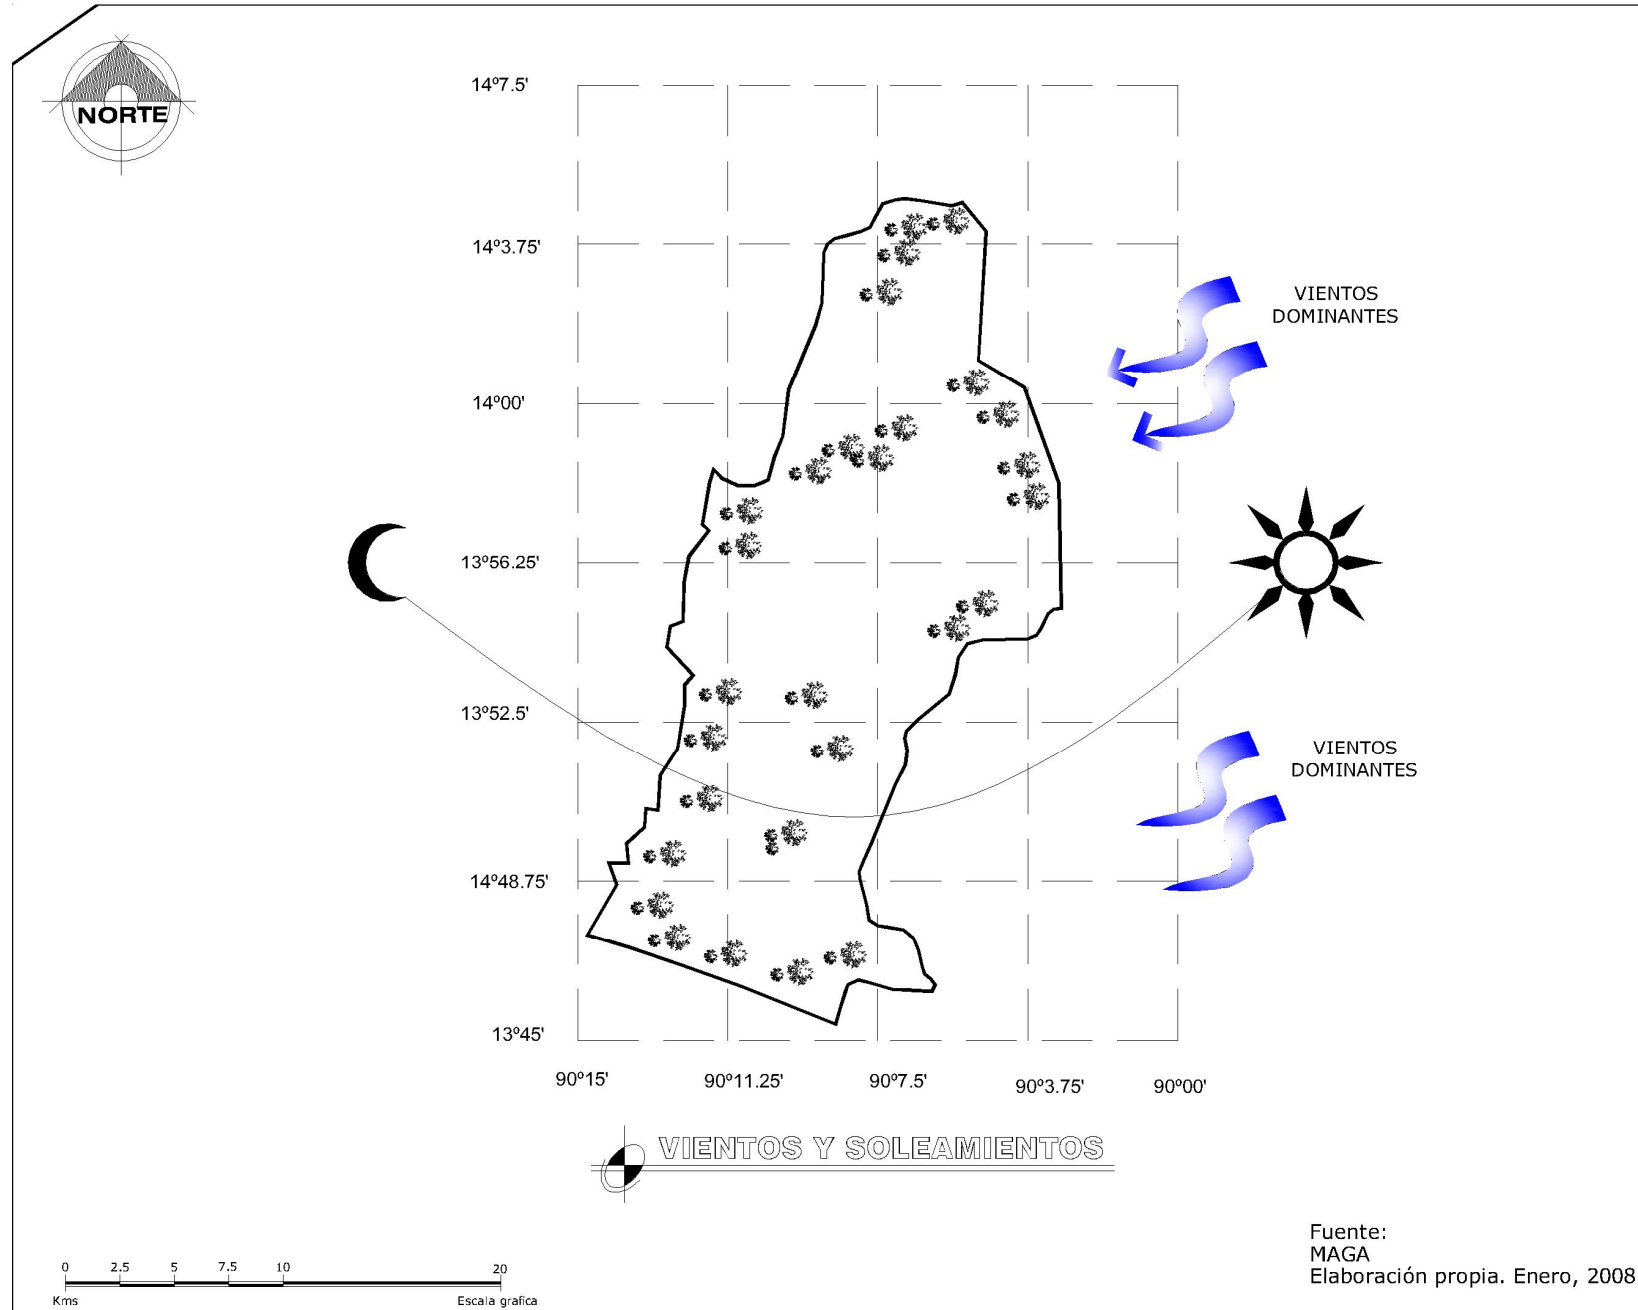 NORTE
14º7.5'
14º3.75'
VIENTOS
DOMINANTES
14º00'
13º56.25'
13º52.5'
VIENTOS
DOMINANTES
14º48.75'
13º45'
90º15'
90º11.25'
90º7.5'
90º3.75'
90º00'
VIENTOS Y SOLEAMIENTOS
Fuente:
MAGA
Elaboración propia. Enero, 2008
0 2.5 5 7.5 10 20
Kms Escala grafica